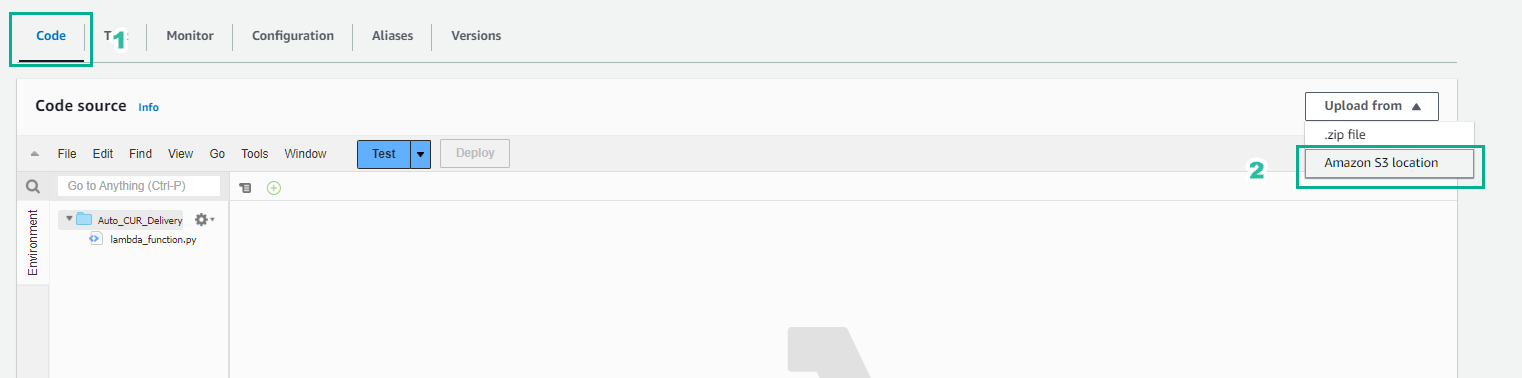 Code 1 Monitor Configuration Aliases Versions
Code source Info
Upload from
.zip file
2 Amazon S3 location
File Edit Find View Go Tools Window Test Deploy
Go to Anything (Ctrl-P)
Environment
Auto_CUR_Delivery
lambda_function.py